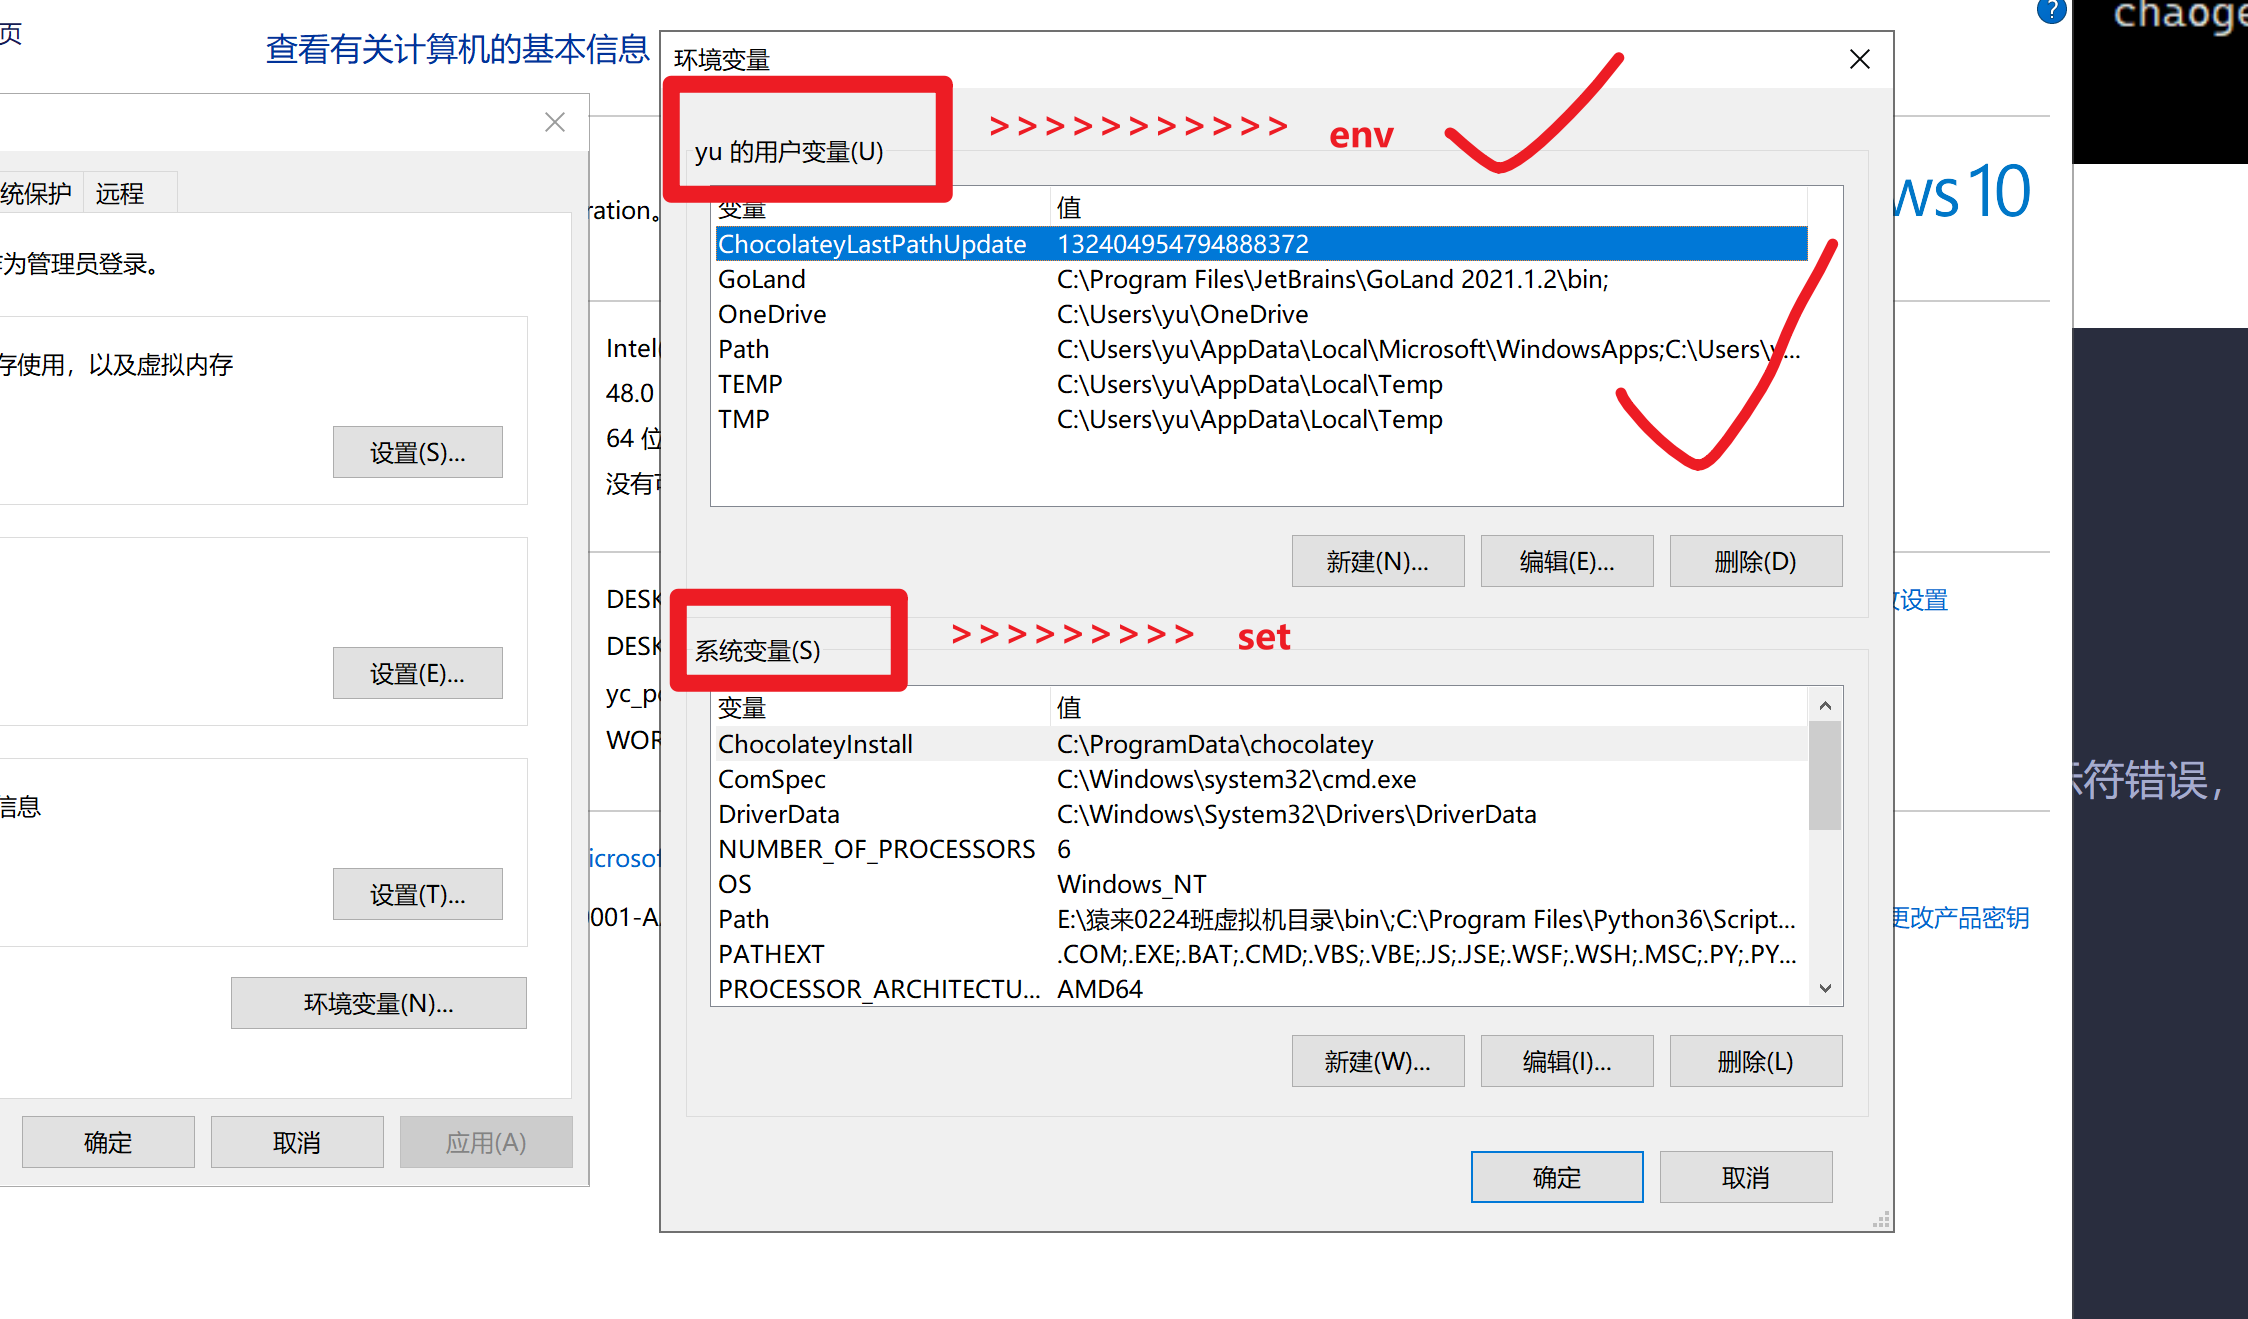 页
查看有关计算机的基本信息
统保护
远程
为管理员登录。
存使用，以及虚拟内存
设置(S)...
设置(E)...
信息
设置(T)...
环境变量(N)...
确定
取消
应用(A)
ration。
Intel
48.0
64 位
没有
DESK
DESK
yc_p
WOR
icrosof
0001-A
环境变量
yu 的用户变量(U)
>>>>>>>>>>> env
变量 值
ChocolateyLastPathUpdate 132404954794888372
GoLand C:\Program Files\JetBrains\GoLand 2021.1.2\bin;
OneDrive C:\Users\yu\OneDrive
Path C:\Users\yu\AppData\Local\Microsoft\WindowsApps;C:\Users\y...
TEMP C:\Users\yu\AppData\Local\Temp
TMP C:\Users\yu\AppData\Local\Temp
新建(N)...
编辑(E)...
删除(D)
系统变量(S)
>>>>>>>>> set
变量 值
ChocolateyInstall C:\ProgramData\chocolatey
ComSpec C:\Windows\system32\cmd.exe
DriverData C:\Windows\System32\Drivers\DriverData
NUMBER_OF_PROCESSORS 6
OS Windows_NT
Path E:\猿来0224班虚拟机目录\bin\;C:\Program Files\Python36\Script...
PATHEXT .COM;.EXE;.BAT;.CMD;.VBS;.VBE;.JS;.JSE;.WSF;.WSH;.MSC;.PY;.PY...
PROCESSOR_ARCHITECTU... AMD64
新建(W)...
编辑(I)...
删除(L)
确定
取消
?
ws 10
设置
更改产品密钥
chaoge
符错误，